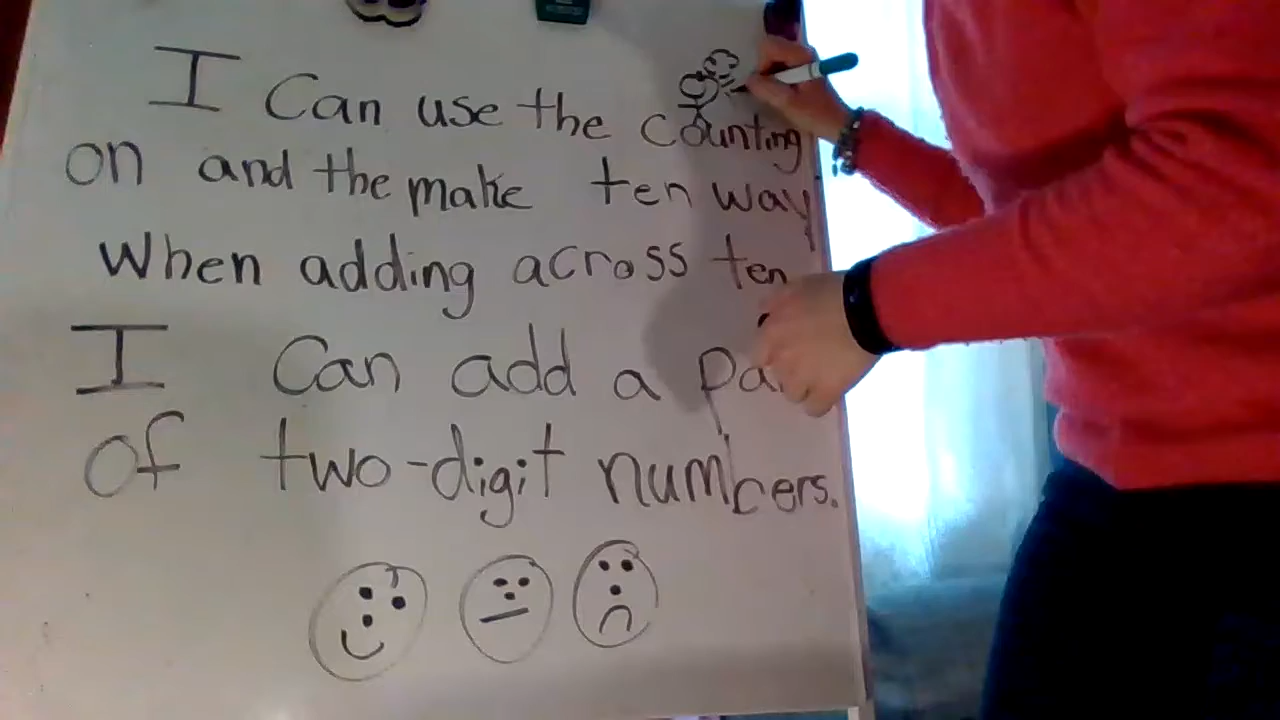 I Can use the counting
on and the make ten way
When adding across ten
I Can add a
of two-digit numbers.